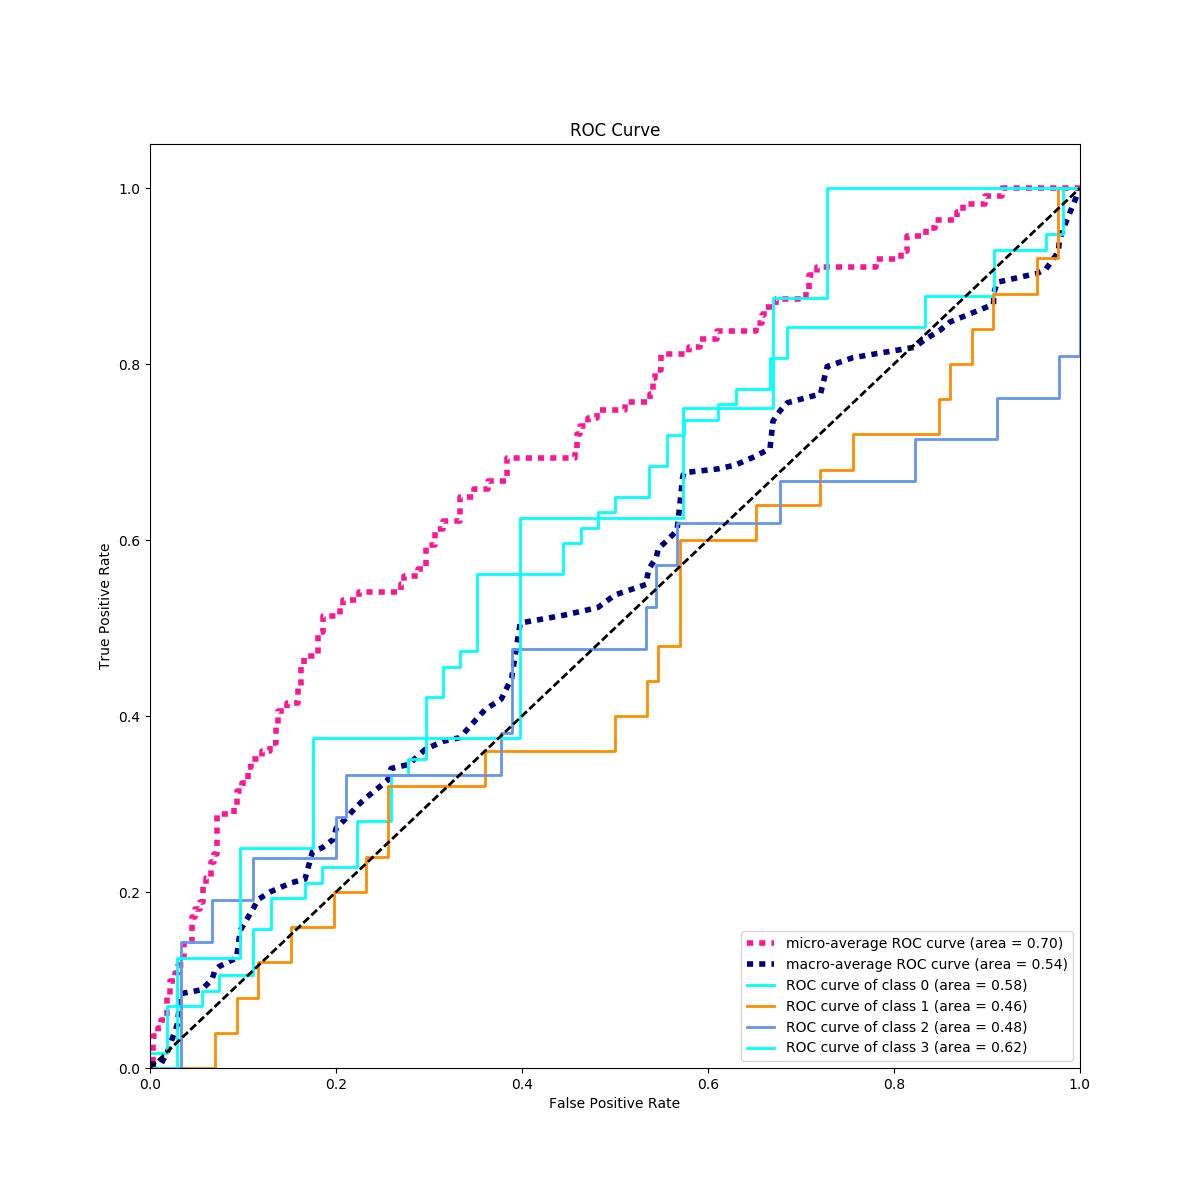 ROC Curve
1.0
0.8
0.6
0.4
0.2
0.0
True Positive Rate
micro-average ROC curve (area = 0.70)
macro-average ROC curve (area = 0.54)
ROC curve of class 0 (area = 0.58)
ROC curve of class 1 (area = 0.46)
ROC curve of class 2 (area = 0.48)
ROC curve of class 3 (area = 0.62)
0.0 0.2 0.4 0.6 0.8 1.0
False Positive Rate